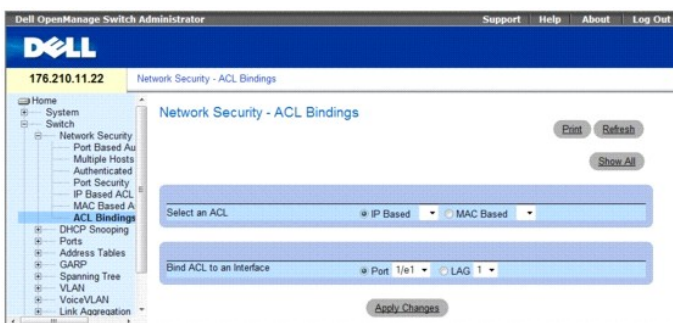 Dell OpenManage Switch Administrator
Support Help About Log Out
DELL
176.210.11.22
Network Security - ACL Bindings
Home
System
Switch
Network Security
Port Based Au
Multiple Hosts
Authenticated
Port Security
IP Based ACL
MAC Based A
ACL Bindings
DHCP Snooping
Ports
Address Tables
GARP
Spanning Tree
VLAN
VoiceVLAN
Link Aggregation
Network Security - ACL Bindings
Print Refresh
Show All
Select an ACL IP Based MAC Based
Bind ACL to an Interface Port 1/e1 LAG 1
Apply Changes